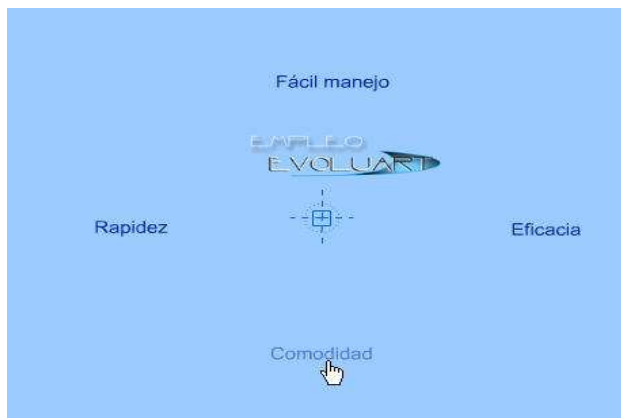 Fácil manejo
EMPLEO
EVOLUART
Rapidez
Eficacia
Comodidad